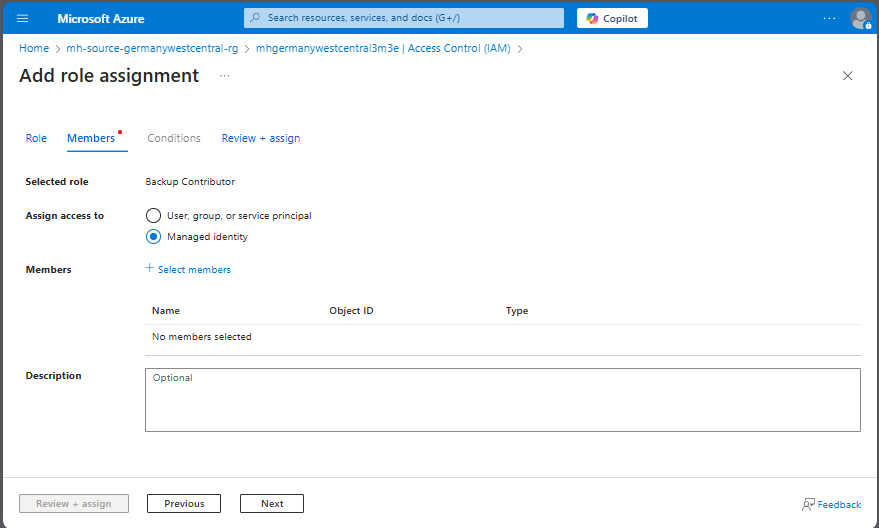 Microsoft Azure
Search resources, services, and docs (G+/)
Copilot
...
Home > mh-source-germanywestcentral-rg > mhgermanywestcentral3m3e | Access Control (IAM) >
Add role assignment ...
Role Members Conditions Review + assign
Selected role Backup Contributor
Assign access to User, group, or service principal
Managed identity
Members + Select members
Name Object ID Type
No members selected
Description Optional
Review + assign Previous Next Feedback